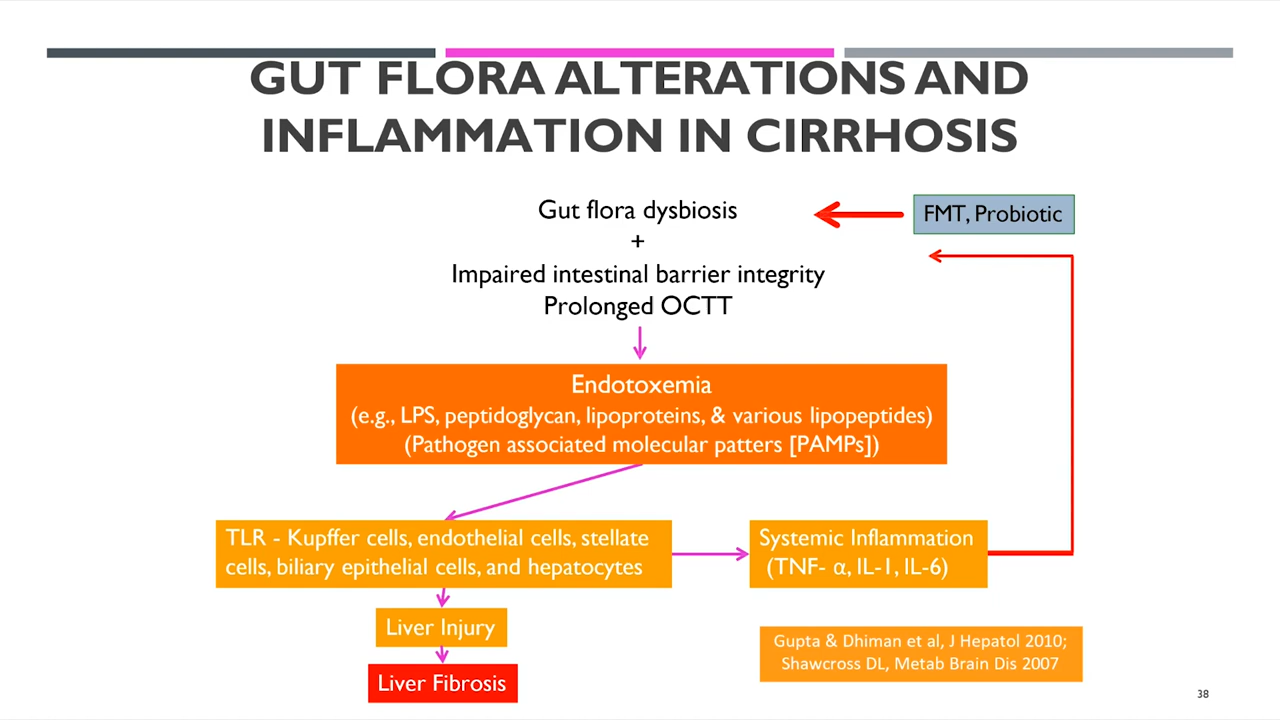 GUT FLORA ALTERATIONS AND
INFLAMMATION IN CIRRHOSIS
Gut flora dysbiosis
FMT, Probiotic
+
Impaired intestinal barrier integrity
Prolonged OCTT
Endotoxemia
(e.g., LPS, peptidoglycan, lipoproteins, & various lipopeptides)
(Pathogen associated molecular patters [PAMPs])
TLR - Kupffer cells, endothelial cells, stellate
cells, biliary epithelial cells, and hepatocytes
Systemic Inflammation
(TNF- α, IL-1, IL-6)
Liver Injury
Liver Fibrosis
Gupta & Dhiman et al, J Hepatol 2010;
Shawcross DL, Metab Brain Dis 2007
38